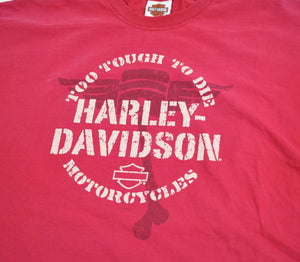 TOO TOUGH TO DIE
HARLEY-
DAVIDSON
MOTORCYCLES